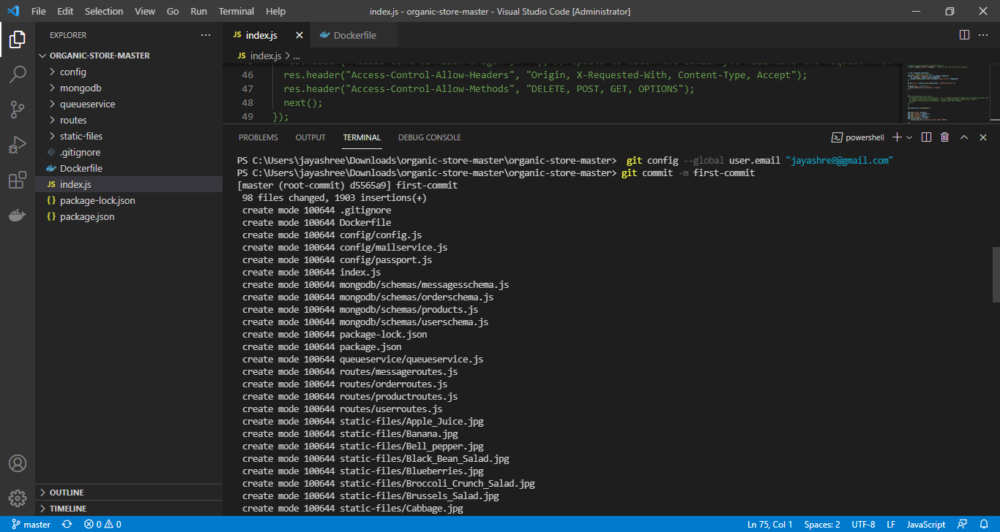 File Edit Selection View Go Run Terminal Help index.js - organic-store-master - Visual Studio Code [Administrator]
EXPLORER
ORGANIC-STORE-MASTER
config
mongodb
queueservice
routes
static-files
.gitignore
Dockerfile
JS index.js
{} package-lock.json
{} package.json
OUTLINE
TIMELINE
JS index.js Dockerfile
JS index.js > ...
46 res.header("Access-Control-Allow-Headers", "Origin, X-Requested-With, Content-Type, Accept");
47 res.header("Access-Control-Allow-Methods", "DELETE, POST, GET, OPTIONS");
48 next();
49 });
PROBLEMS OUTPUT TERMINAL DEBUG CONSOLE powershell
PS C:\Users\jayashree\Downloads\organic-store-master\organic-store-master> git config --global user.email "jayashre8@gmail.com"
PS C:\Users\jayashree\Downloads\organic-store-master\organic-store-master> git commit -m first-commit
[master (root-commit) d5565a9] first-commit
98 files changed, 1903 insertions(+)
create mode 100644 .gitignore
create mode 100644 Dockerfile
create mode 100644 config/config.js
create mode 100644 config/mailservice.js
create mode 100644 config/passport.js
create mode 100644 index.js
create mode 100644 mongodb/schemas/messagesschema.js
create mode 100644 mongodb/schemas/orderschema.js
create mode 100644 mongodb/schemas/products.js
create mode 100644 mongodb/schemas/userschema.js
create mode 100644 package-lock.json
create mode 100644 package.json
create mode 100644 queueservice/queueservice.js
create mode 100644 routes/messageroutes.js
create mode 100644 routes/orderroutes.js
create mode 100644 routes/productroutes.js
create mode 100644 routes/userroutes.js
create mode 100644 static-files/Apple_Juice.jpg
create mode 100644 static-files/Banana.jpg
create mode 100644 static-files/Bell_pepper.jpg
create mode 100644 static-files/Black_Bean_Salad.jpg
create mode 100644 static-files/Blueberries.jpg
create mode 100644 static-files/Broccoli_Crunch_Salad.jpg
create mode 100644 static-files/Brussels_Salad.jpg
create mode 100644 static-files/Cabbage.jpg
master 0 0 Ln 75, Col 1 Spaces: 2 UTF-8 LF JavaScript